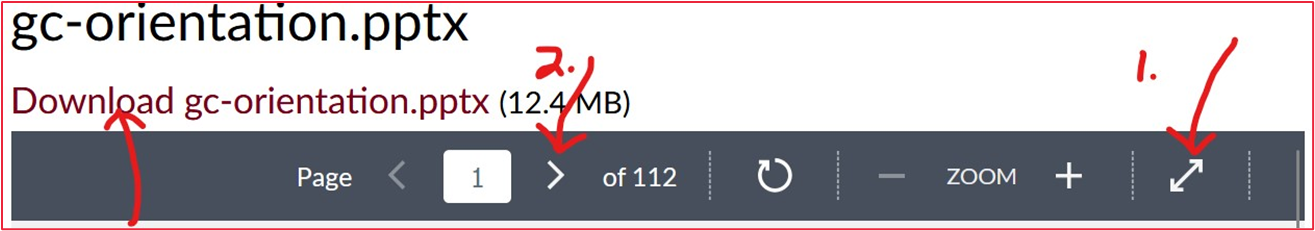 gc-orientation.pptx
2. 1.
Download gc-orientation.pptx (12.4 MB)
Page 1 of 112 ZOOM